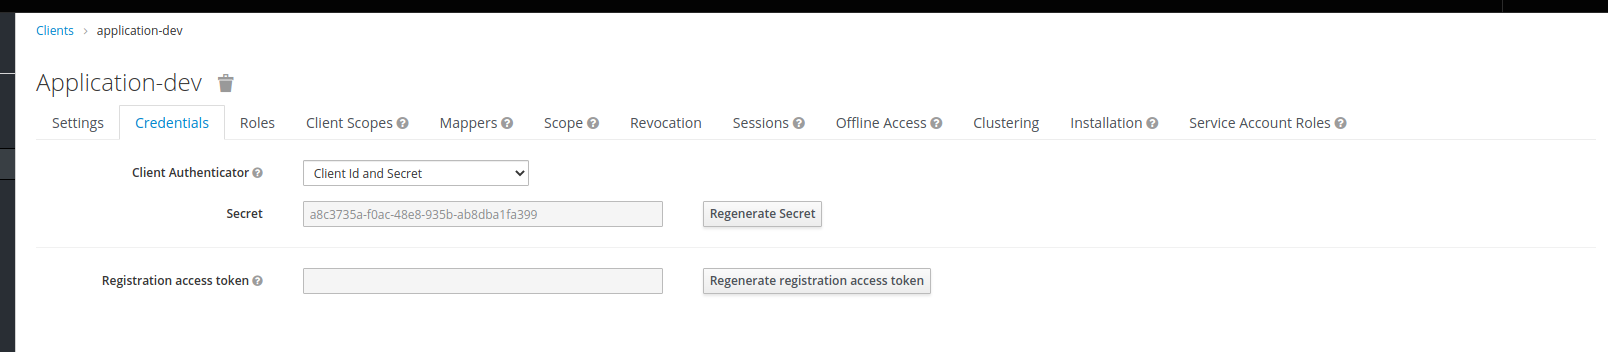 Clients › application-dev
Application-dev
Settings Credentials Roles Client Scopes Mappers Scope Revocation Sessions Offline Access Clustering Installation Service Account Roles
Client Authenticator Client Id and Secret
Secret a8c3735a-f0ac-48e8-935b-ab8dba1fa399 Regenerate Secret
Registration access token Regenerate registration access token